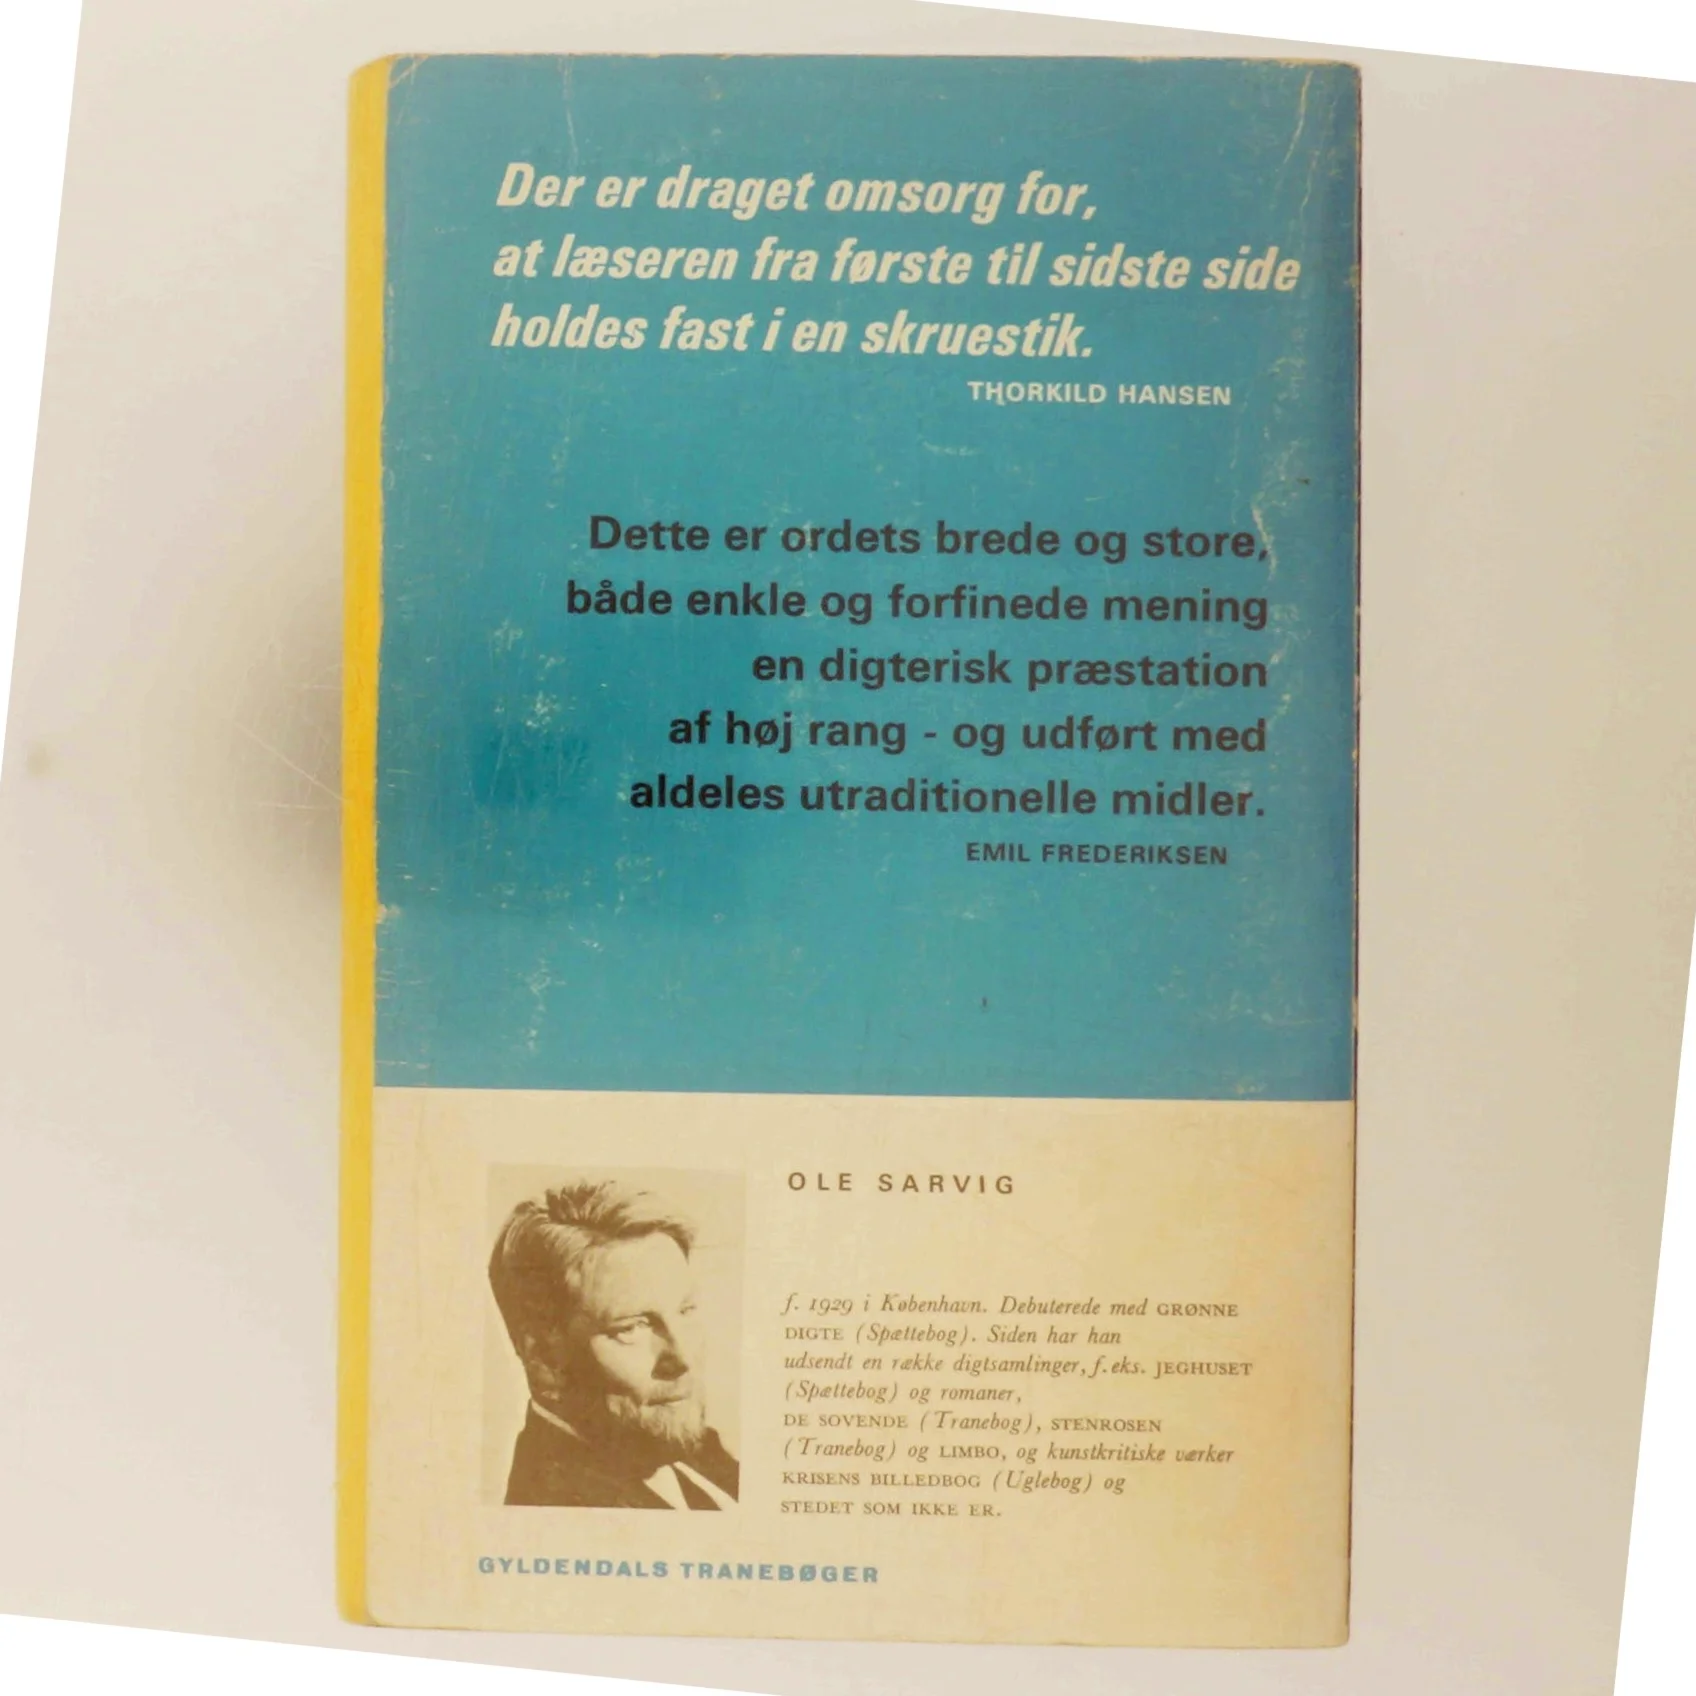 Der er draget omsorg for,
at læseren fra første til sidste side
holdes fast i en skruestik.
THORKILD HANSEN
Dette er ordets brede og store,
både enkle og forfinede mening
en digterisk præstation
af høj rang - og udført med
aldeles utraditionelle midler.
EMIL FREDERIKSEN
OLE SARVIG
f. 1929 i København. Debuterede med GRØNNE
DIGTE (Spættebog). Siden har han
udsendt en række digtsamlinger, f. eks. JEGHUSET
(Spættebog) og romaner,
DE SOVENDE (Tranebog), STENROSEN
(Tranebog) og LIMBO, og kunstkritiske værker
KRISENS BILLEDBOG (Uglebog) og
STEDET SOM IKKE ER.
GYLDENDALS TRANEBØGER